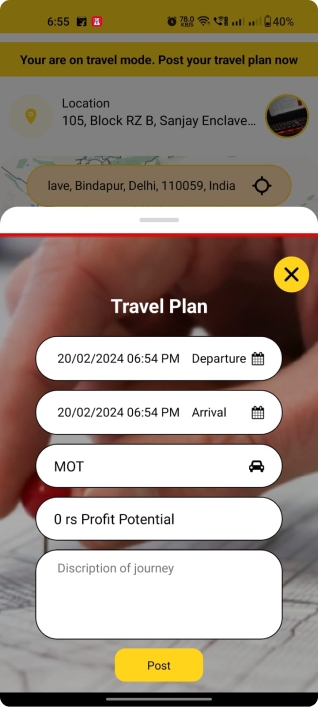 6:55 78.0 KB/S 40%
Your are on travel mode. Post your travel plan now
Location
105, Block RZ B, Sanjay Enclave...
lave, Bindapur, Delhi, 110059, India
Travel Plan
20/02/2024 06:54 PM Departure
20/02/2024 06:54 PM Arrival
MOT
0 rs Profit Potential
Discription of journey
Post